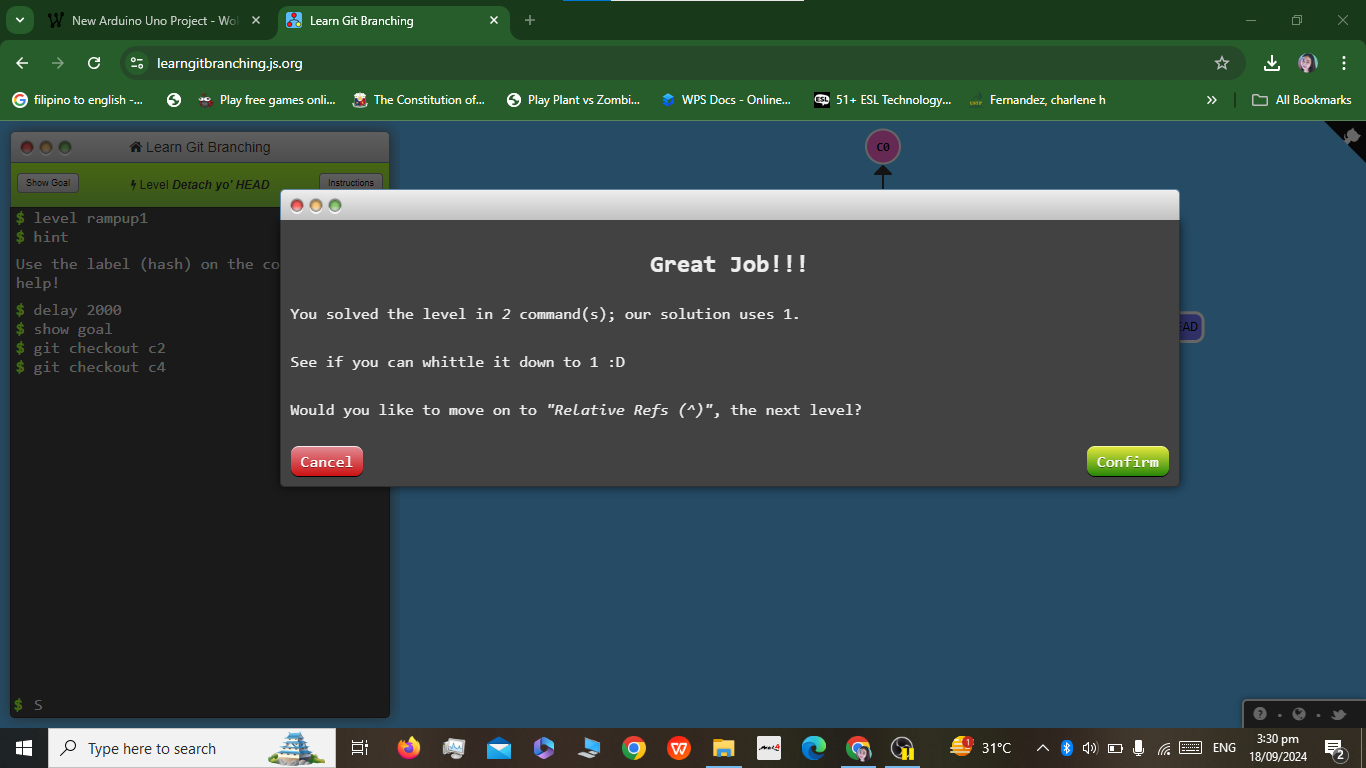 New Arduino Uno Project - Wo
Learn Git Branching
learngitbranching.js.org
filipino to english -...
Play free games onli...
The Constitution of...
Play Plant vs Zombi...
WPS Docs - Online...
51+ ESL Technology...
Fernandez, charlene h
»
All Bookmarks
Learn Git Branching
Show Goal
Level Detach yo' HEAD
Instructions
$ level rampup1
$ hint
Use the label (hash) on the co
help!
$ delay 2000
$ show goal
$ git checkout c2
$ git checkout c4
$ S
C0
EAD
Great Job!!!
You solved the level in 2 command(s); our solution uses 1.
See if you can whittle it down to 1 :D
Would you like to move on to "Relative Refs (^)", the next level?
Cancel
Confirm
Type here to search
31°C
ENG
3:30 pm
18/09/2024
2